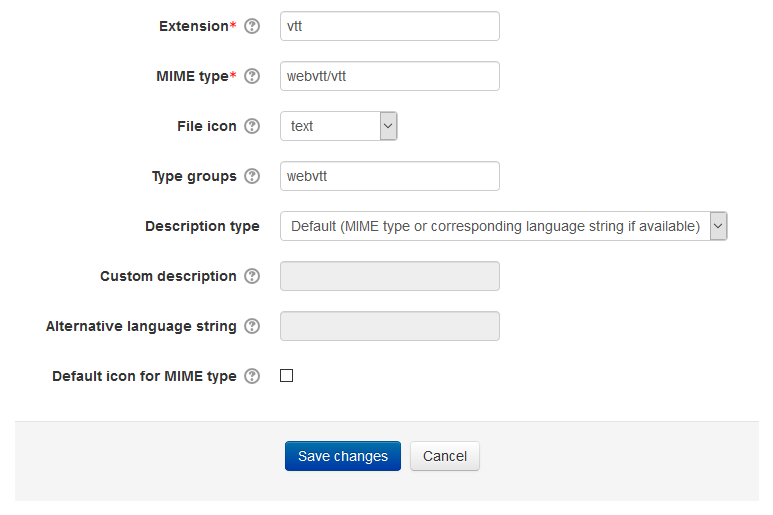 Extension* vtt
MIME type* webvtt/vtt
File icon text
Type groups webvtt
Description type Default (MIME type or corresponding language string if available)
Custom description
Alternative language string
Default icon for MIME type
Save changes Cancel